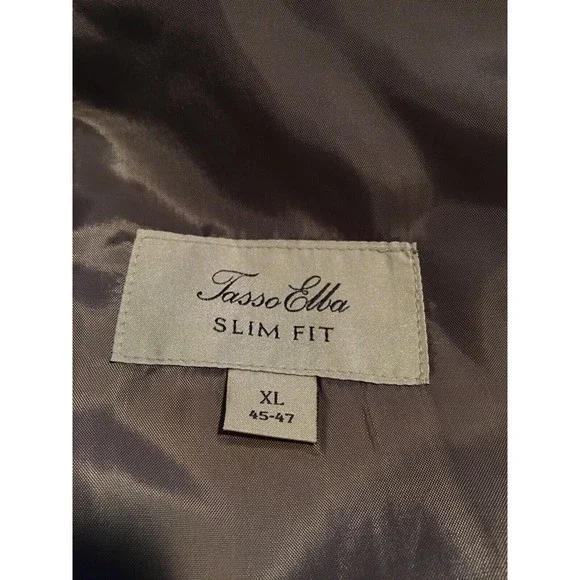 Tasso Elba
SLIM FIT
XL
45-47